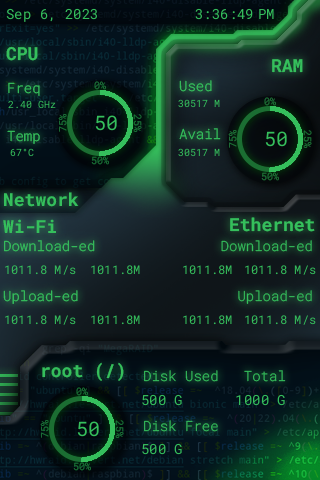 Sep 6, 2023 3:36:49 PM
CPU
Freq
2.40 GHz
Temp
67°C
0%
25%
50%
75%
50
RAM
Used
30517 M
Avail
30517 M
0%
25%
50%
75%
50
Network
Wi-Fi
Download-ed
1011.8 M/s 1011.8M
Upload-ed
1011.8 M/s 1011.8M
Ethernet
Download-ed
1011.8M 1011.8 M/s
Upload-ed
1011.8M 1011.8 M/s
root (/)
0%
25%
50%
75%
50
Disk Used
500 G
Total
1000 G
Disk Free
500 G